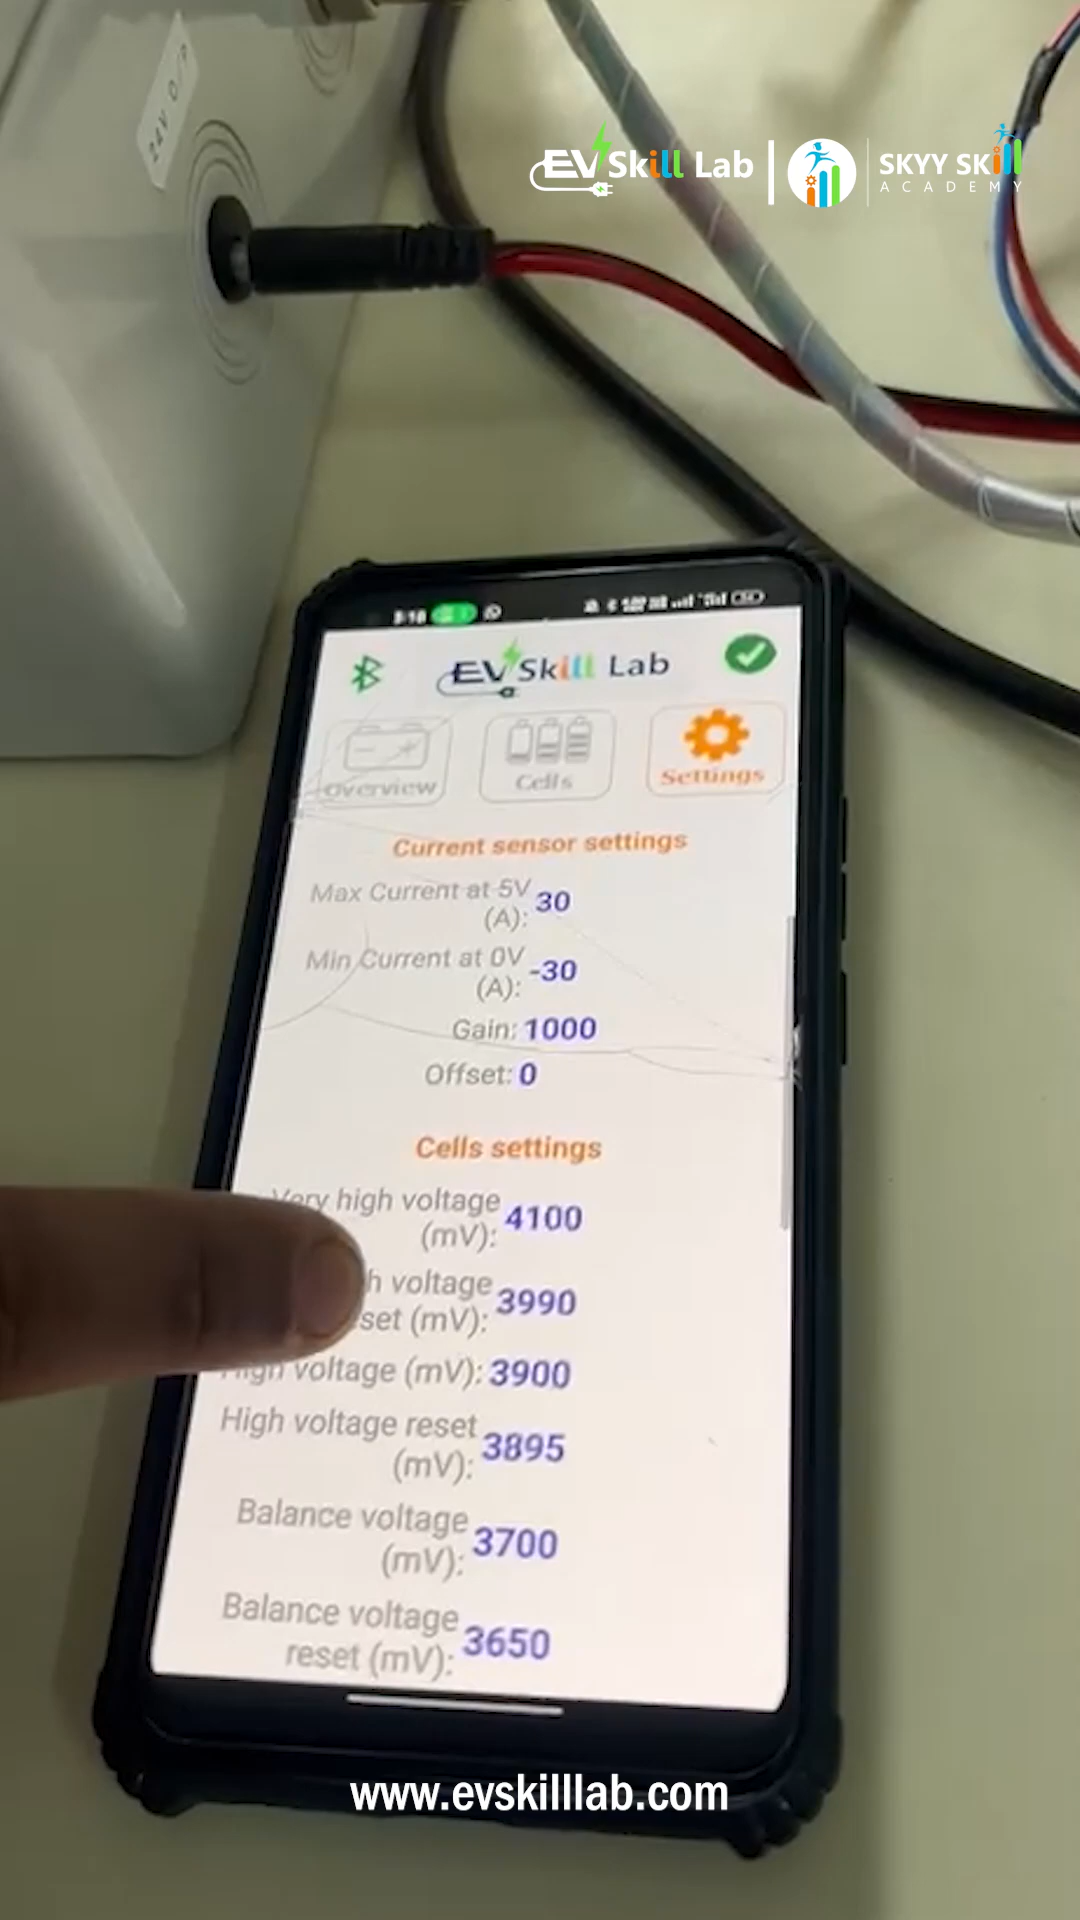 24V O/P
EV Skill Lab
SKYY SKill
ACADEMY
EV Skill Lab
Overview
Cells
Settings
Current sensor settings
Max Current at 5V
(A): 30
Min Current at 0V
(A): -30
Gain: 1000
Offset: 0
Cells settings
Very high voltage
(mV): 4100
voltage
(mV): 3990
High voltage (mV): 3900
High voltage reset
(mV): 3895
Balance voltage
(mV): 3700
Balance voltage
reset (mV): 3650
www.evskilllab.com